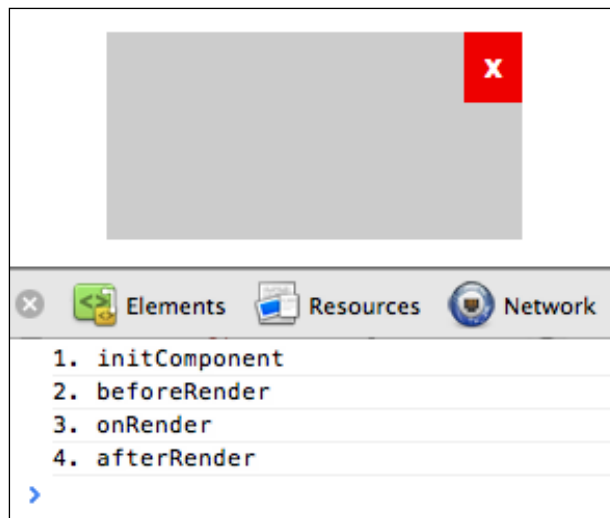 x
Elements Resources Network
1. initComponent
2. beforeRender
3. onRender
4. afterRender
>